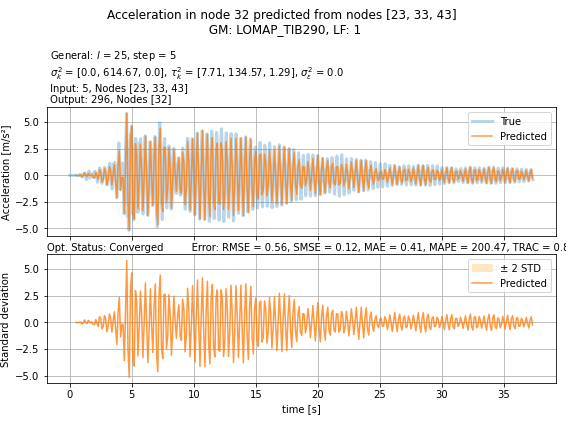 Acceleration in node 32 predicted from nodes [23, 33, 43]
GM: LOMAP_TIB290, LF: 1
General: l = 25, step = 5
σ²ₖ = [0.0, 614.67, 0.0], τ²ₖ = [7.71, 134.57, 1.29], σ²_ε = 0.0
Input: 5, Nodes [23, 33, 43]
Output: 296, Nodes [32]
Acceleration [m/s²]
5.0
2.5
0.0
−2.5
−5.0
True
Predicted
Opt. Status: Converged Error: RMSE = 0.56, SMSE = 0.12, MAE = 0.41, MAPE = 200.47, TRAC = 0.8
Standard deviation
5.0
2.5
0.0
−2.5
−5.0
± 2 STD
Predicted
0 5 10 15 20 25 30 35
time [s]